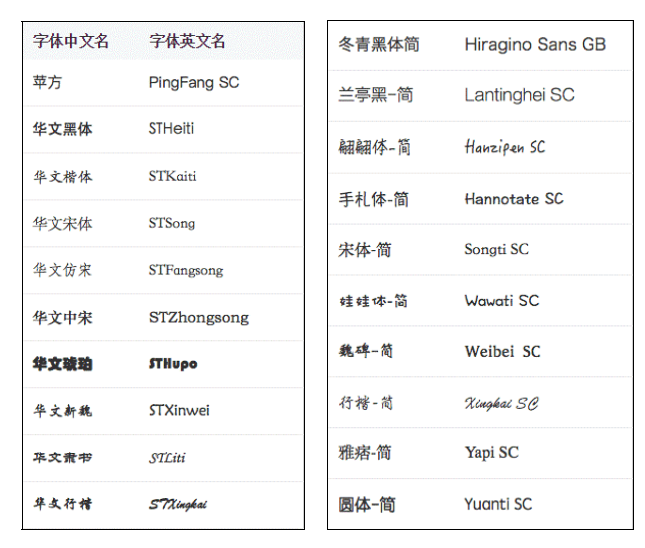 字体中文名 字体英文名
苹方 PingFang SC
华文黑体 STHeiti
华文楷体 STKaiti
华文宋体 STSong
华文仿宋 STFangsong
华文中宋 STZhongsong
华文琥珀 STHupo
华文新魏 STXinwei
华文隶书 STLiti
华文行楷 STXingkai
冬青黑体简 Hiragino Sans GB
兰亭黑-简 Lantinghei SC
翩翩体-简 Hanzipen SC
手札体-简 Hannotate SC
宋体-简 Songti SC
娃娃体-简 Wawati SC
魏碑-简 Weibei SC
行楷-简 Xingkai SC
雅痞-简 Yapi SC
圆体-简 Yuanti SC